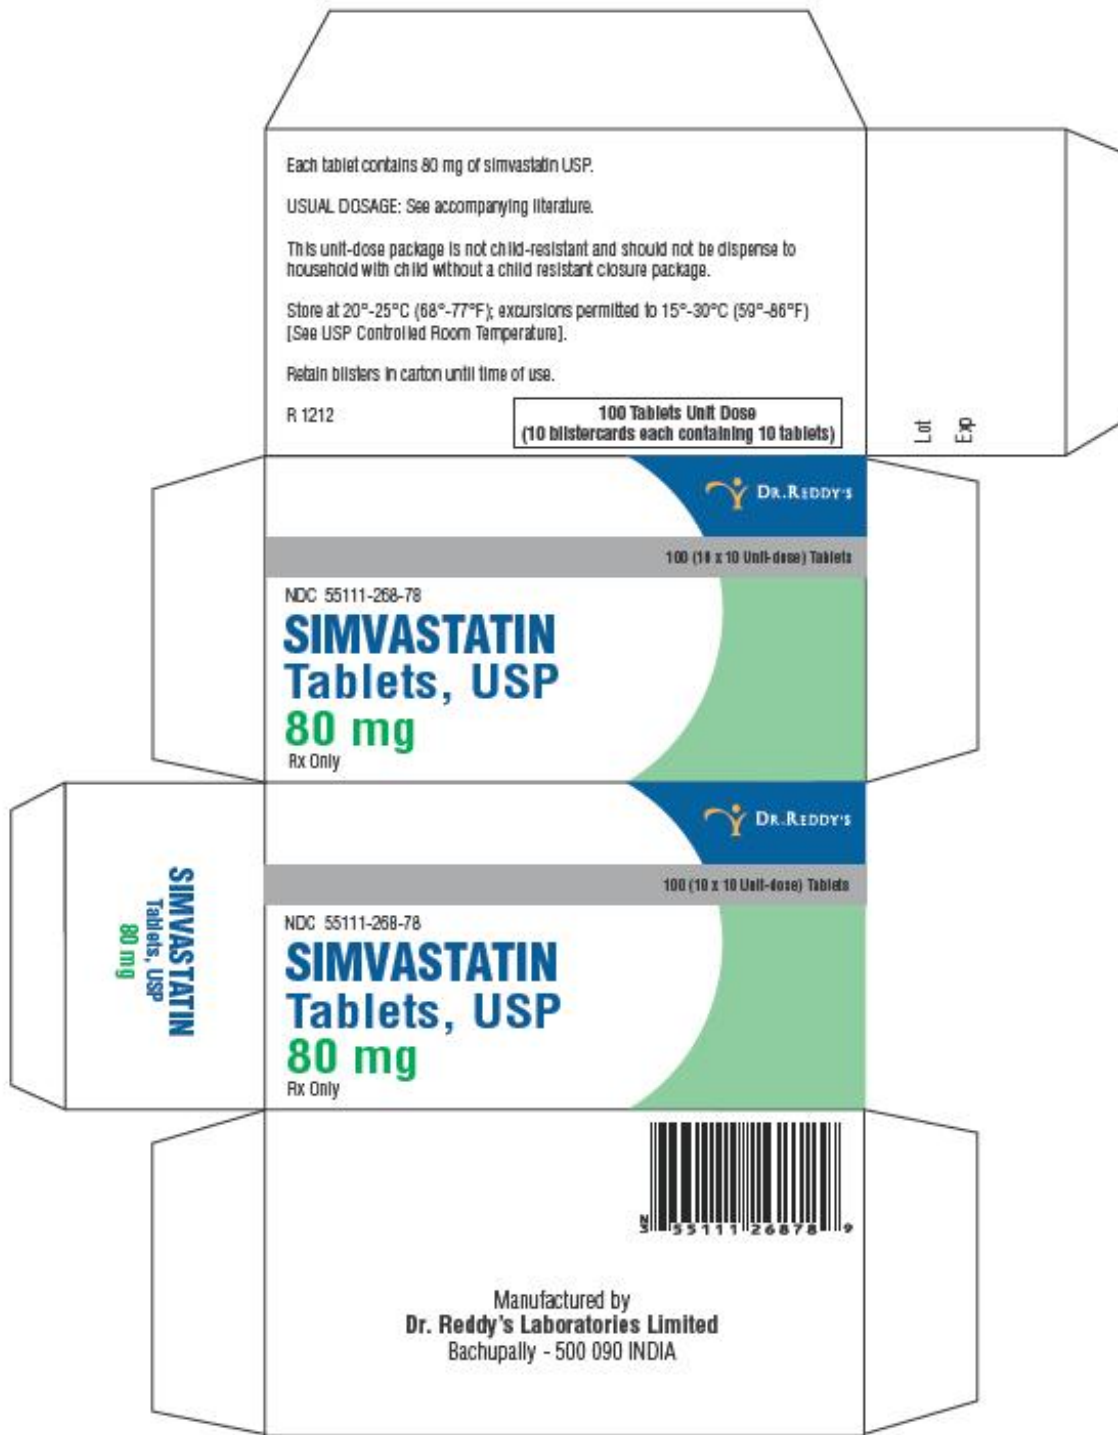 Each tablet contains 80 mg of simvastatin USP.
USUAL DOSAGE: See accompanying literature.
This unit-dose package is not child-resistant and should not be dispense to
household with child without a child resistant closure package.
Store at 20°-25°C (68°-77°F); excursions permitted to 15°-30°C (59°-86°F)
[See USP Controlled Room Temperature].
Retain blisters in carton until time of use.
R 1212
100 Tablets Unit Dose
(10 blistercards each containing 10 tablets)
Lot
Exp
DR.REDDY'S
100 (10 x 10 Unit-dose) Tablets
NDC 55111-268-78
SIMVASTATIN
Tablets, USP
80 mg
Rx Only
DR.REDDY'S
100 (10 x 10 Unit-dose) Tablets
NDC 55111-268-78
SIMVASTATIN
Tablets, USP
80 mg
Rx Only
SIMVASTATIN
Tablets, USP
80 mg
55111 26878 9
Manufactured by
Dr. Reddy's Laboratories Limited
Bachupally - 500 090 INDIA